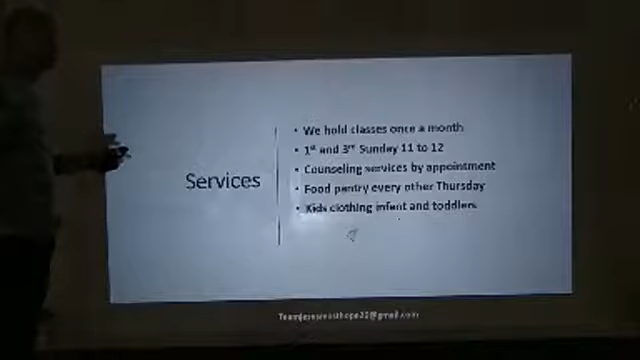 Services
• We hold classes once a month
• 1st and 3rd Sunday 11 to 12
• Counseling services by appointment
• Food pantry every other Thursday
• Kids clothing infant and toddlers